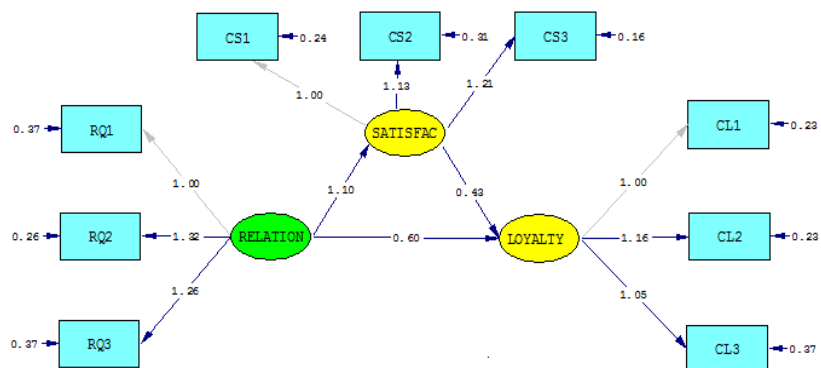 CS1
0.24
CS2
0.31
CS3
0.16
1.00
1.13
1.21
0.37
RQ1
SATISFAC
CL1
0.23
1.00
1.10
0.43
1.00
0.26
RQ2
1.32
RELATION
0.60
LOYALTY
1.16
CL2
0.23
1.26
1.05
0.37
RQ3
CL3
0.37